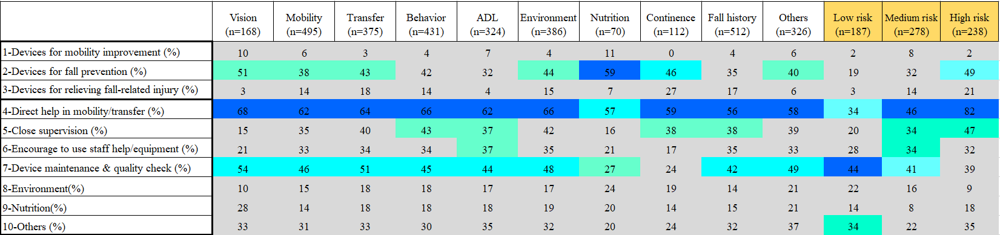 Vision Mobility Transfer Behavior ADL Environment Nutrition Continence Fall history Others Low risk Medium risk High risk
(n=168) (n=495) (n=375) (n=431) (n=324) (n=386) (n=70) (n=112) (n=512) (n=326) (n=187) (n=278) (n=238)
1-Devices for mobility improvement (%) 10 6 3 4 7 4 11 0 4 6 2 8 2
2-Devices for fall prevention (%) 51 38 43 42 32 44 59 46 35 40 19 32 49
3-Devices for relieving fall-related injury (%) 3 14 18 14 4 15 7 27 17 6 3 14 21
4-Direct help in mobility/transfer (%) 68 62 64 66 62 66 57 59 56 58 34 46 82
5-Close supervision (%) 15 35 40 43 37 42 16 38 38 39 20 34 47
6-Encourage to use staff help/equipment (%) 21 33 34 34 37 35 21 17 35 33 28 34 32
7-Device maintenance & quality check (%) 54 46 51 45 44 48 27 24 42 49 44 41 39
8-Environment(%) 10 15 18 18 17 17 24 19 14 21 22 16 9
9-Nutrition(%) 28 14 18 18 18 19 20 14 15 21 14 8 18
10-Others (%) 33 31 33 30 35 32 20 24 32 37 34 22 35